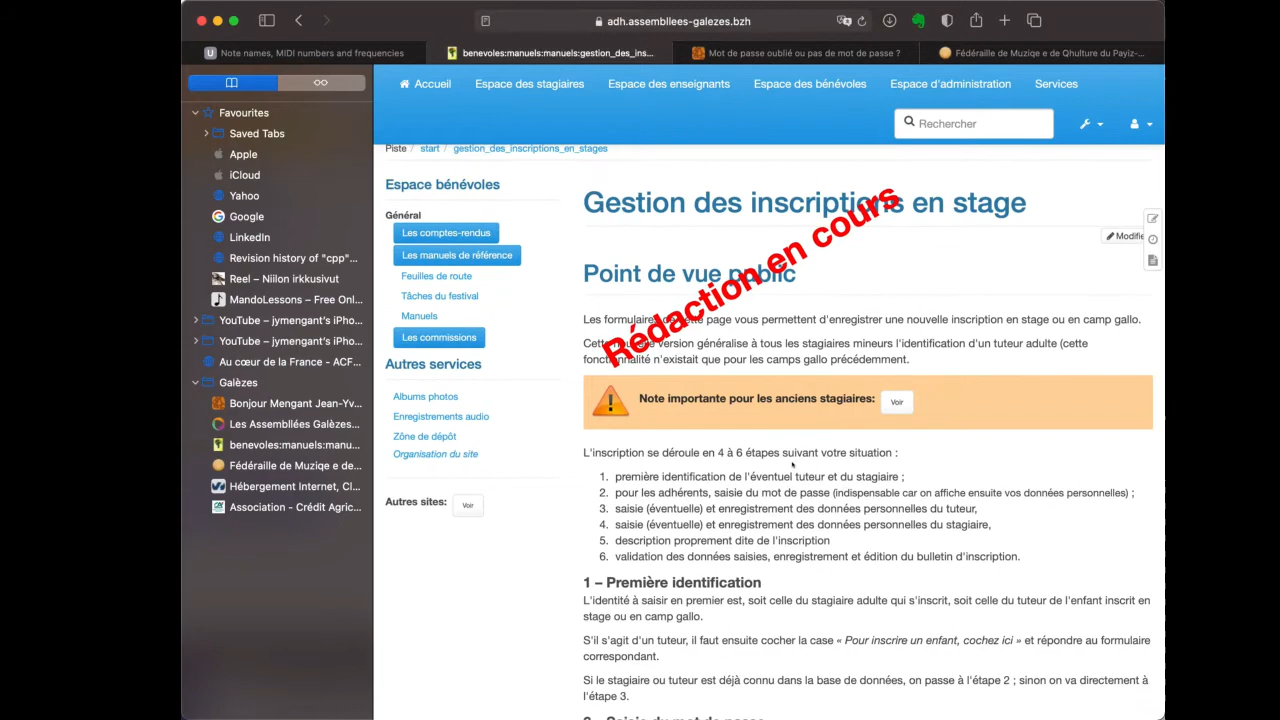 adh.assembllees-galezes.bzh
Note names, MIDI numbers and frequencies
benevoles:manuels:manuels:gestion_des_ins...
Mot de passe oublié ou pas de mot de passe ?
Fédéraille de Muziqe e de Qhulture du Payiz-...
Favourites
Saved Tabs
Apple
iCloud
Yahoo
Google
LinkedIn
Revision history of "cpp"...
Reel – Niilon irkkusivut
MandoLessons – Free Onl...
YouTube – jymengant's iPho...
YouTube – jymengant's iPho...
Au cœur de la France - ACF...
Galèzes
Bonjour Mengant Jean-Yv...
Les Assembllées Galèzes...
benevoles:manuels:manu...
Fédéraille de Muziqe e de...
Hébergement Internet, Cl...
Association - Crédit Agric...
Accueil
Espace des stagiaires
Espace des enseignants
Espace des bénévoles
Espace d'administration
Services
Rechercher
Piste / start / gestion_des_inscriptions_en_stages
Espace bénévoles
Général
Les comptes-rendus
Les manuels de référence
Feuilles de route
Tâches du festival
Manuels
Les commissions
Autres services
Albums photos
Enregistrements audio
Zône de dépôt
Organisation du site
Autres sites: Voir
Gestion des inscriptions en stage
Modifie
Rédaction en cours
Point de vue public
Les formulaires de cette page vous permettent d'enregistrer une nouvelle inscription en stage ou en camp gallo.
Cette nouvelle version généralise à tous les stagiaires mineurs l'identification d'un tuteur adulte (cette
fonctionnalité n'existait que pour les camps gallo précédemment.
Note importante pour les anciens stagiaires: Voir
L'inscription se déroule en 4 à 6 étapes suivant votre situation :
1. première identification de l'éventuel tuteur et du stagiaire ;
2. pour les adhérents, saisie du mot de passe (indispensable car on affiche ensuite vos données personnelles) ;
3. saisie (éventuelle) et enregistrement des données personnelles du tuteur,
4. saisie (éventuelle) et enregistrement des données personnelles du stagiaire,
5. description proprement dite de l'inscription
6. validation des données saisies, enregistrement et édition du bulletin d'inscription.
1 – Première identification
L'identité à saisir en premier est, soit celle du stagiaire adulte qui s'inscrit, soit celle du tuteur de l'enfant inscrit en
stage ou en camp gallo.
S'il s'agit d'un tuteur, il faut ensuite cocher la case « Pour inscrire un enfant, cochez ici » et répondre au formulaire
correspondant.
Si le stagiaire ou tuteur est déjà connu dans la base de données, on passe à l'étape 2 ; sinon on va directement à
l'étape 3.